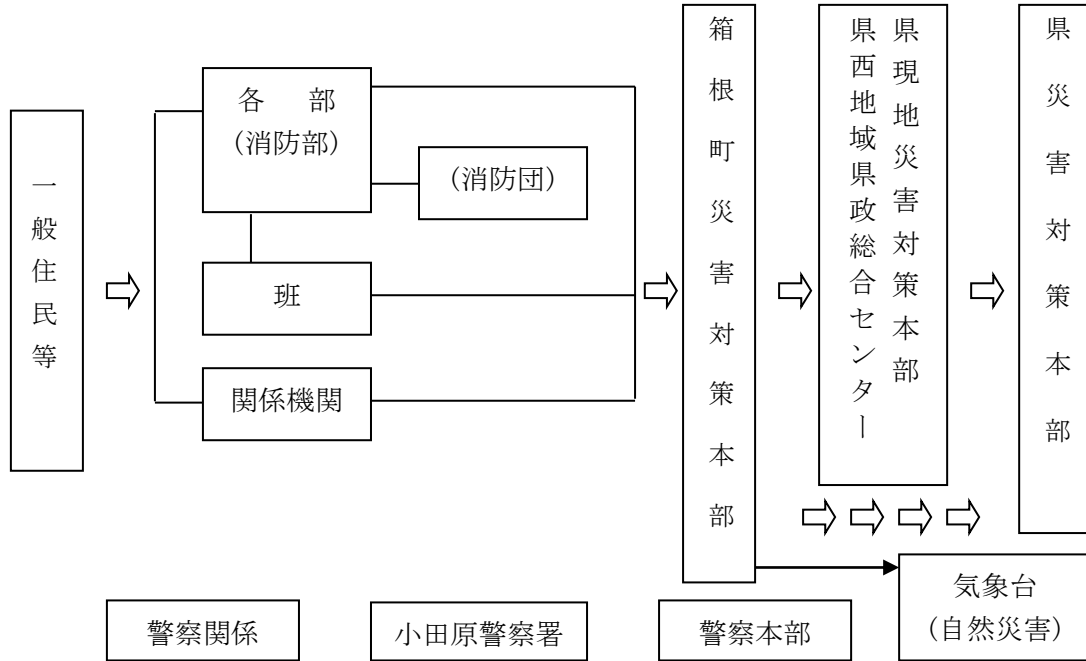 一般住民等
各　部
(消防部)
(消防団)
班
関係機関
箱根町災害対策本部
県現地災害対策本部
県西地域県政総合センター
県災害対策本部
気象台
(自然災害)
警察関係
小田原警察署
警察本部